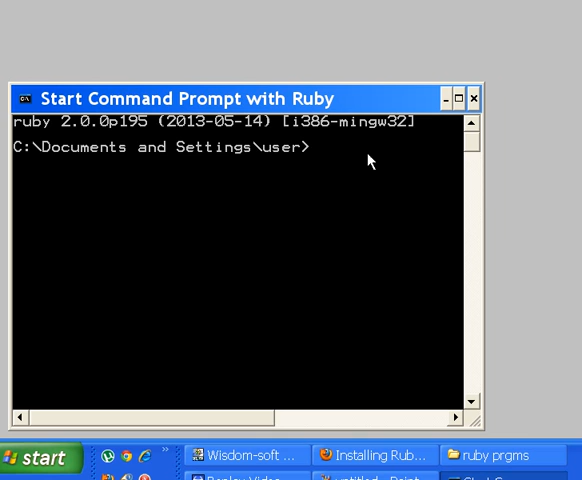 Start Command Prompt with Ruby
ruby 2.0.0p195 (2013-05-14) [i386-mingw32]
C:\Documents and Settings\user>
start
Wisdom-soft ...
Installing Rub...
ruby prgms